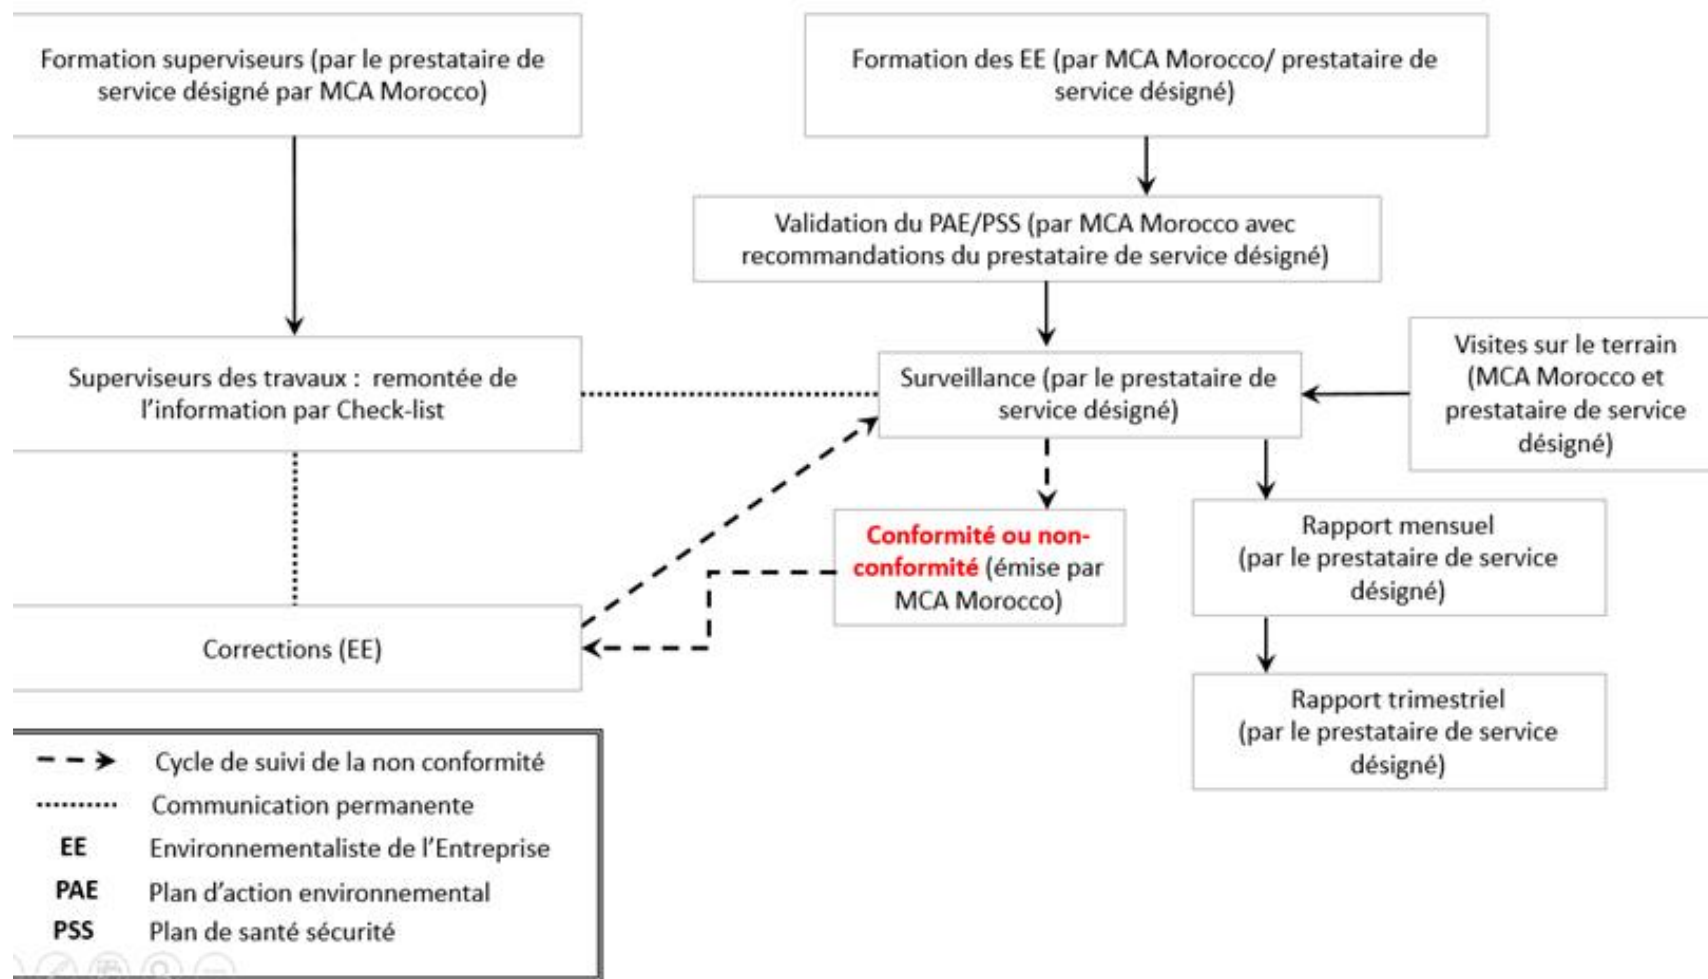 Formation superviseurs (par le prestataire de
service désigné par MCA Morocco)
Formation des EE (par MCA Morocco/ prestataire de
service désigné)
Validation du PAE/PSS (par MCA Morocco avec
recommandations du prestataire de service désigné)
Superviseurs des travaux : remontée de
l'information par Check-list
Surveillance (par le prestataire de
service désigné)
Visites sur le terrain
(MCA Morocco et
prestataire de service
désigné)
Conformité ou non-
conformité (émise par
MCA Morocco)
Rapport mensuel
(par le prestataire de service
désigné)
Corrections (EE)
Rapport trimestriel
(par le prestataire de service
désigné)
Cycle de suivi de la non conformité
Communication permanente
EE Environnementaliste de l'Entreprise
PAE Plan d'action environnemental
PSS Plan de santé sécurité